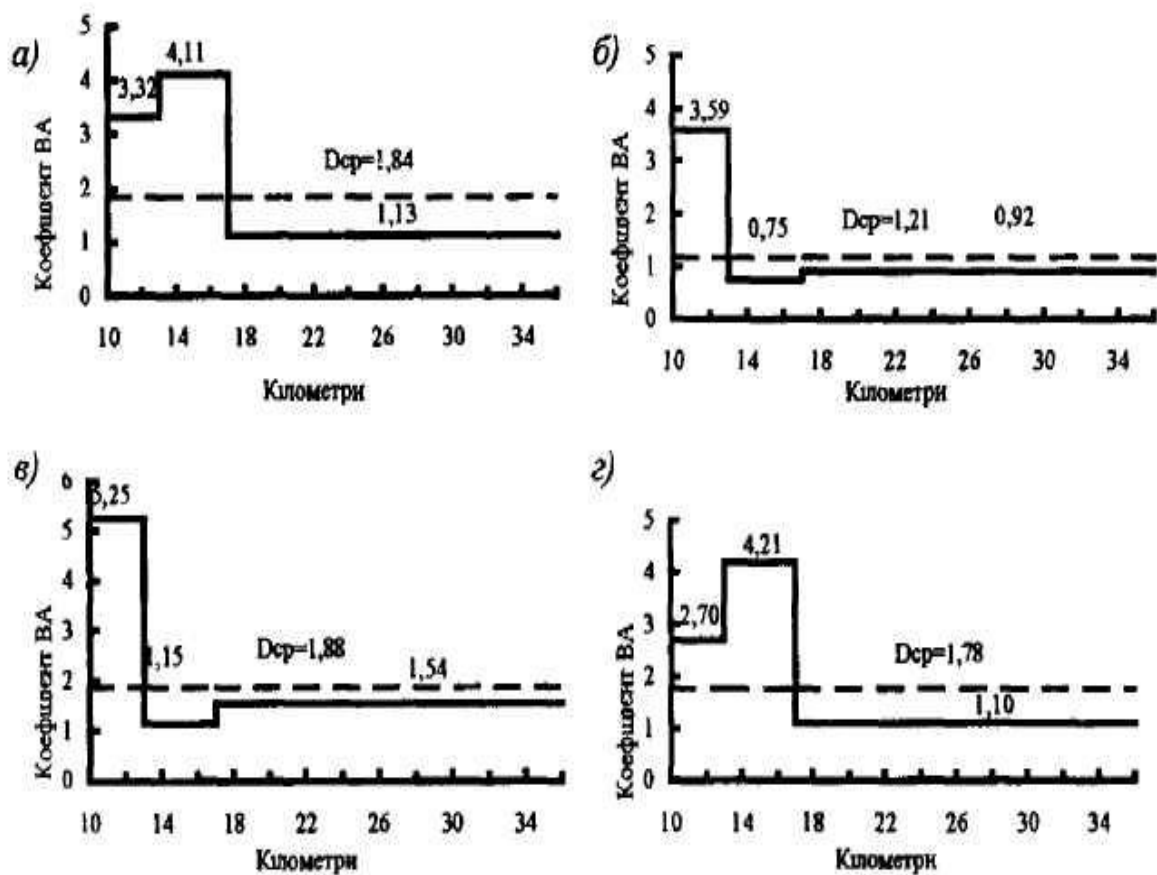 а)
5
4
3
2
1
0
4,11
3,32
Dcp=1,84
1,13
Коефіцієнт ВА
10 14 18 22 26 30 34
Кілометри
б)
5
4
3
2
1
0
3,59
0,75
Dcp=1,21
0,92
Коефіцієнт ВА
10 14 18 22 26 30 34
Кілометри
в)
6
5
4
3
2
1
0
5,25
1,15
Dcp=1,88
1,54
Коефіцієнт ВА
10 14 18 22 26 30 34
Кілометри
г)
5
4
3
2
1
0
4,21
2,70
Dcp=1,78
1,10
Коефіцієнт ВА
10 14 18 22 26 30 34
Кілометри